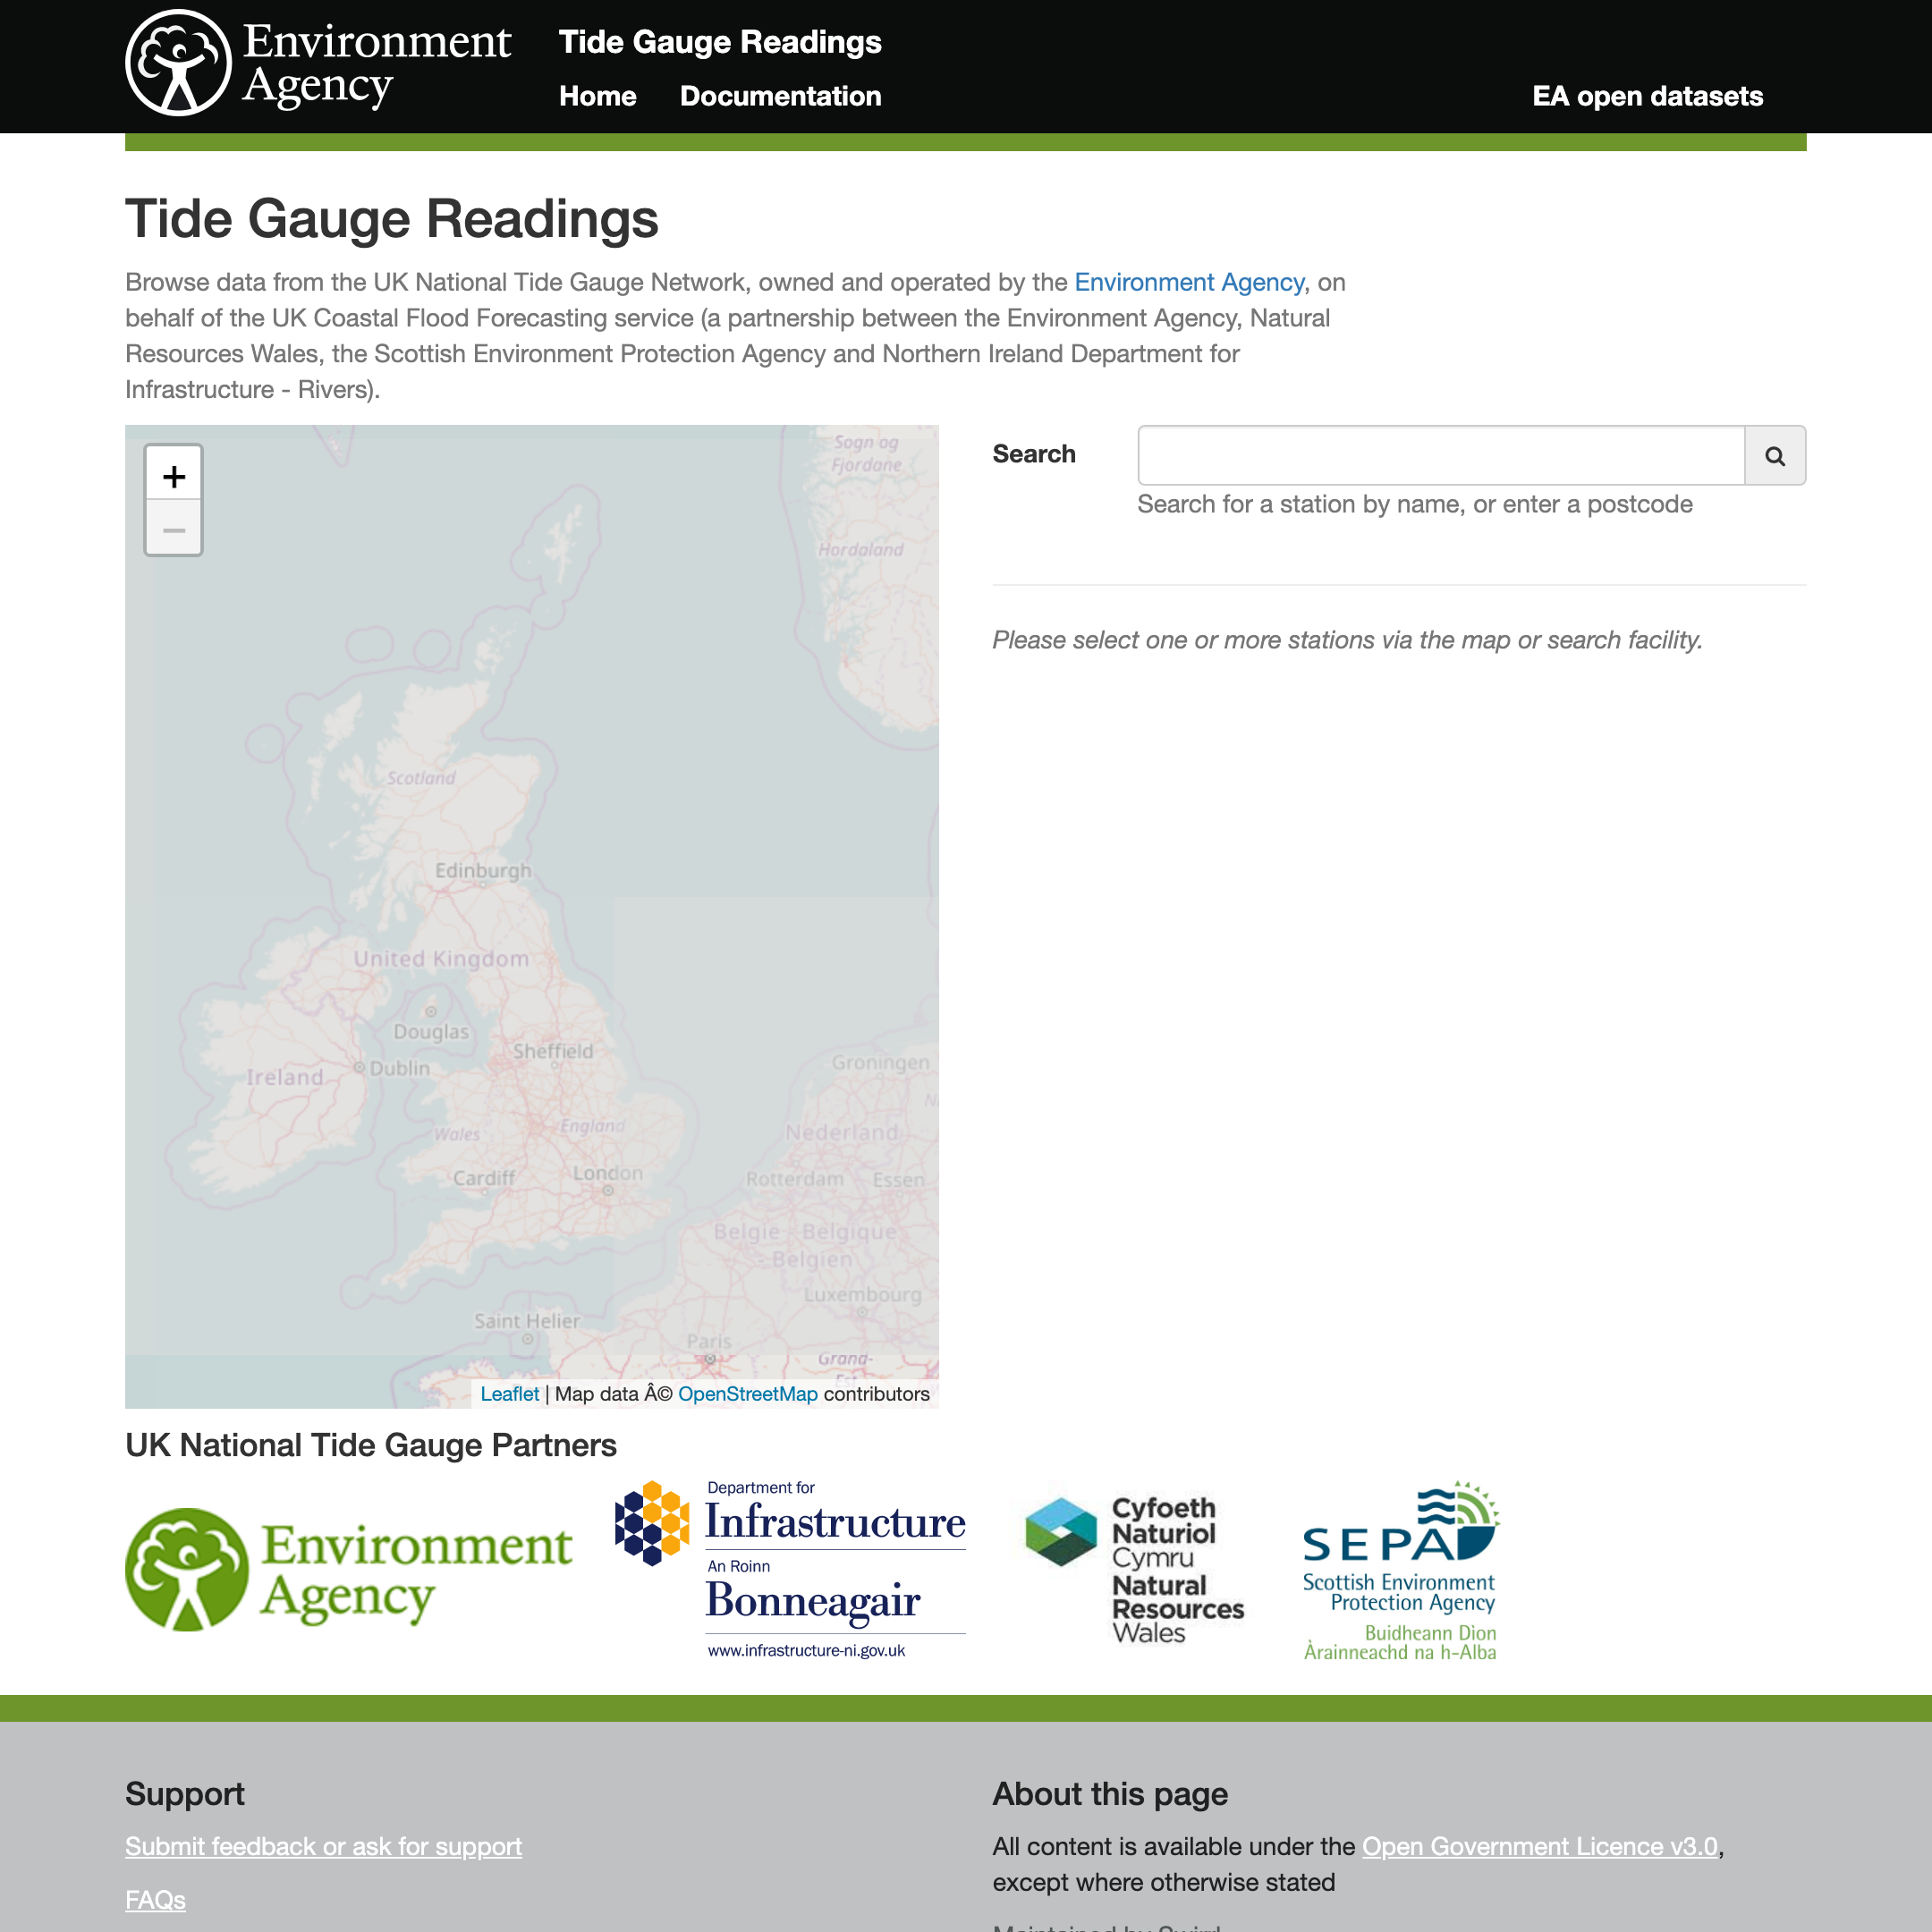 Environment
Agency
Tide Gauge Readings
Home
Documentation
EA open datasets
Tide Gauge Readings
Browse data from the UK National Tide Gauge Network, owned and operated by the Environment Agency, on
behalf of the UK Coastal Flood Forecasting service (a partnership between the Environment Agency, Natural
Resources Wales, the Scottish Environment Protection Agency and Northern Ireland Department for
Infrastructure - Rivers).
+
−
Sogn og
Fjordane
Hordaland
Scotland
Edinburgh
United Kingdom
Douglas
Sheffield
Dublin
Ireland
Groningen
England
Wales
Nederland
Cardiff
London
Rotterdam
Essen
Belgie - Belgique
- Belgien
Luxembourg
Saint Helier
Paris
Grand-
Est
Leaflet | Map data Â© OpenStreetMap contributors
Search
Search for a station by name, or enter a postcode
Please select one or more stations via the map or search facility.
UK National Tide Gauge Partners
Environment
Agency
Department for
Infrastructure
An Roinn
Bonneagair
www.infrastructure-ni.gov.uk
Cyfoeth
Naturiol
Cymru
Natural
Resources
Wales
SEPA
Scottish Environment
Protection Agency
Buidheann Dìon
Àrainneachd na h-Alba
Support
Submit feedback or ask for support
FAQs
About this page
All content is available under the Open Government Licence v3.0,
except where otherwise stated
Maintained by Swirrl